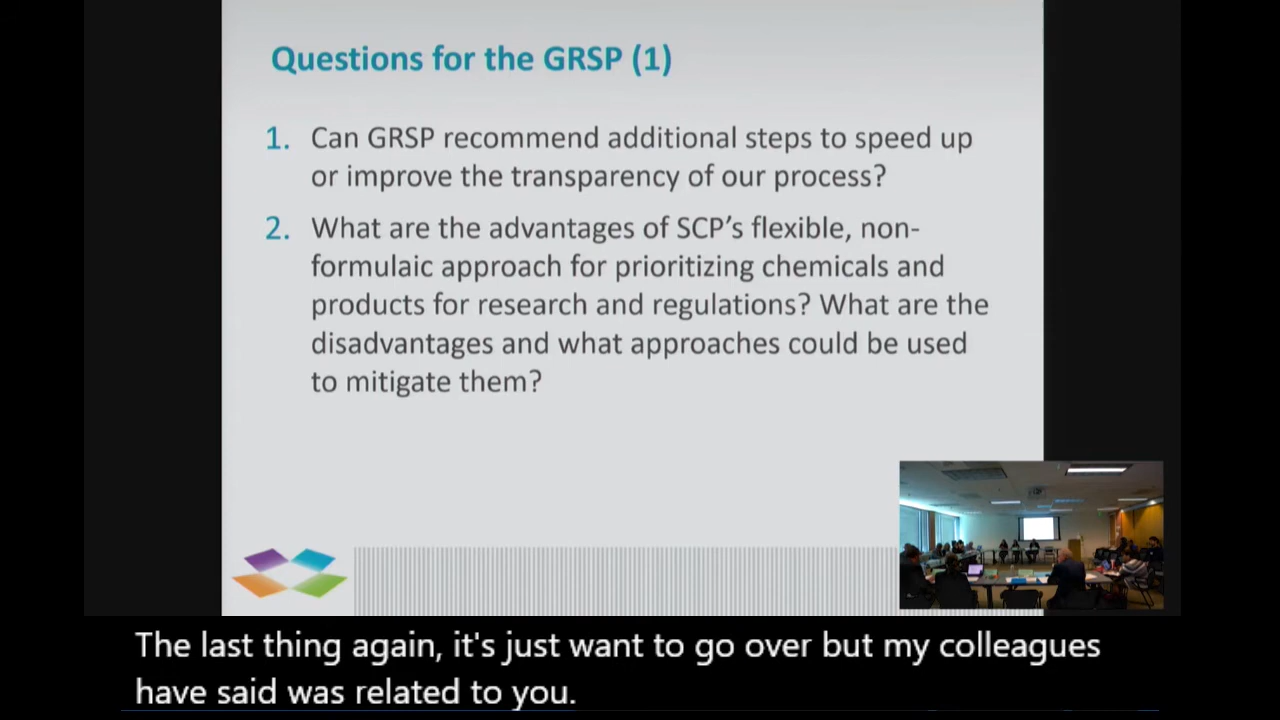 Questions for the GRSP (1)
1. Can GRSP recommend additional steps to speed up
or improve the transparency of our process?
2. What are the advantages of SCP’s flexible, non-
formulaic approach for prioritizing chemicals and
products for research and regulations? What are the
disadvantages and what approaches could be used
to mitigate them?
The last thing again, it's just want to go over but my colleagues
have said was related to you.